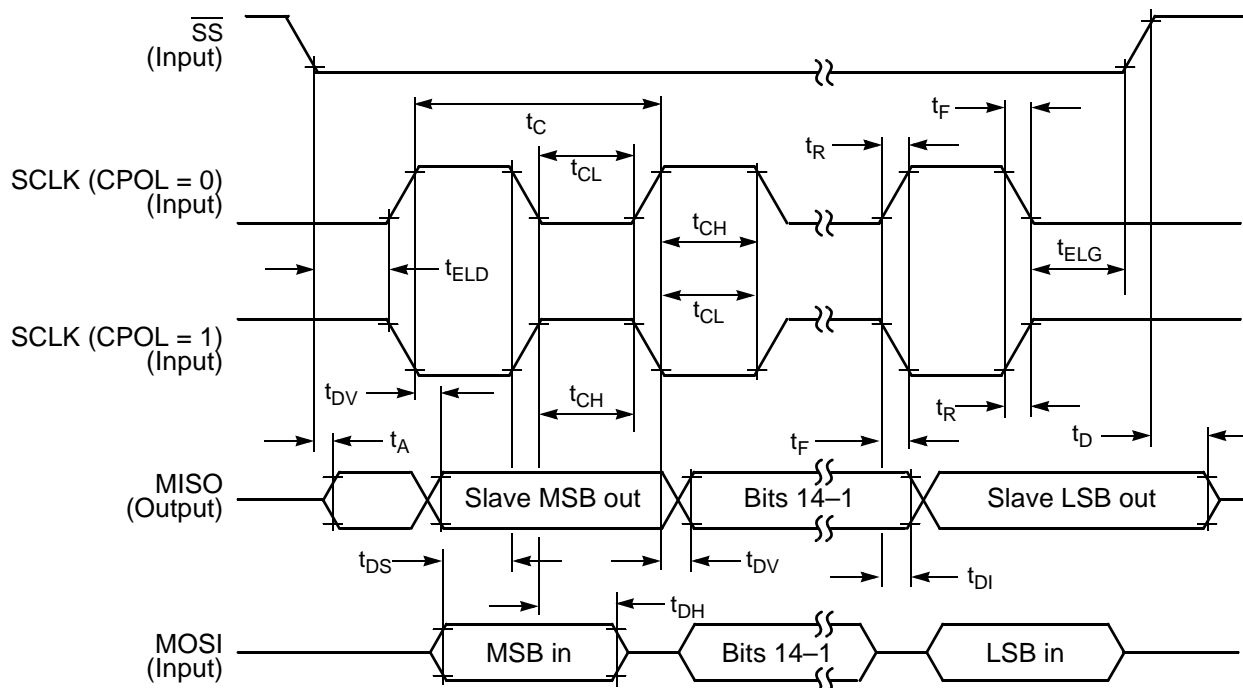 SS
(Input)
tC
tF
tR
tCL
SCLK (CPOL = 0)
(Input)
tCH
tELD
tELG
tCL
SCLK (CPOL = 1)
(Input)
tDV
tCH
tR
tA
tF
tD
MISO
(Output)
Slave MSB out
Bits 14–1
Slave LSB out
tDS
tDV
tDI
tDH
MOSI
(Input)
MSB in
Bits 14–1
LSB in